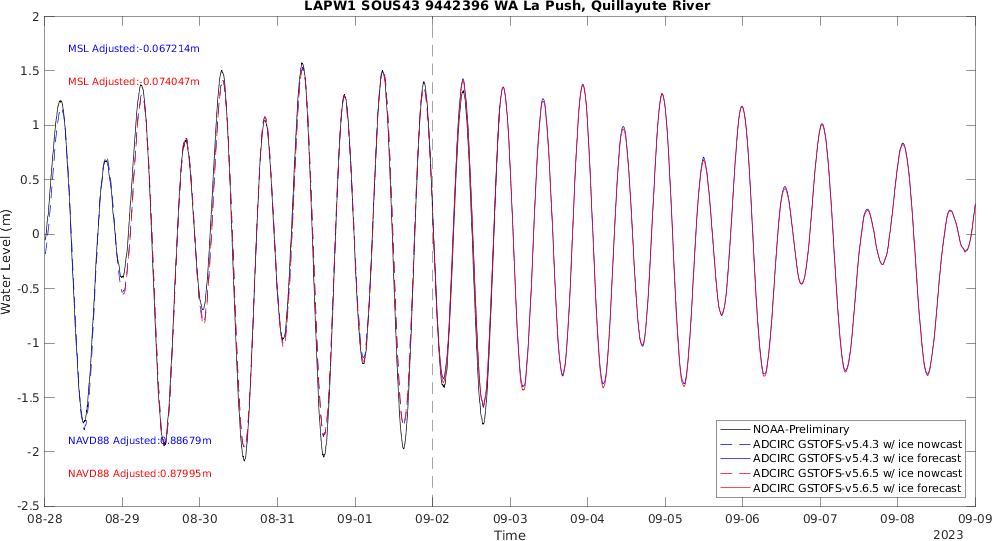 LAPW1 SOUS43 9442396 WA La Push, Quillayute River
2
1.5
1
0.5
0
-0.5
-1
-1.5
-2
-2.5
Water Level (m)
MSL Adjusted:-0.067214m
MSL Adjusted:-0.074047m
NAVD88 Adjusted:0.88679m
NAVD88 Adjusted:0.87995m
NOAA-Preliminary
ADCIRC GSTOFS-v5.4.3 w/ ice nowcast
ADCIRC GSTOFS-v5.4.3 w/ ice forecast
ADCIRC GSTOFS-v5.6.5 w/ ice nowcast
ADCIRC GSTOFS-v5.6.5 w/ ice forecast
08-28 08-29 08-30 08-31 09-01 09-02 09-03 09-04 09-05 09-06 09-07 09-08 09-09
Time
2023